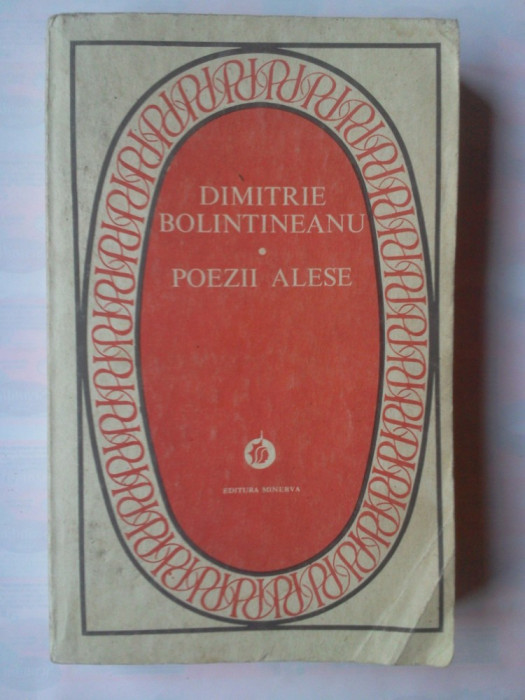 DIMITRIE
BOLINTINEANU
•
POEZII ALESE
EDITURA MINERVA